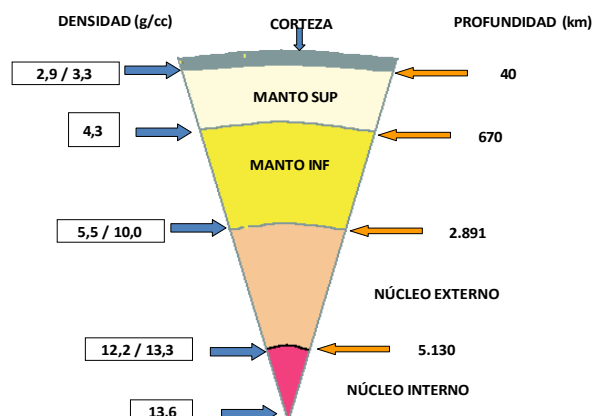 DENSIDAD (g/cc) CORTEZA PROFUNDIDAD (km)
2,9 / 3,3 40
MANTO SUP
4,3 670
MANTO INF
5,5 / 10,0 2.891
NÚCLEO EXTERNO
12,2 / 13,3 5.130
NÚCLEO INTERNO
13,6